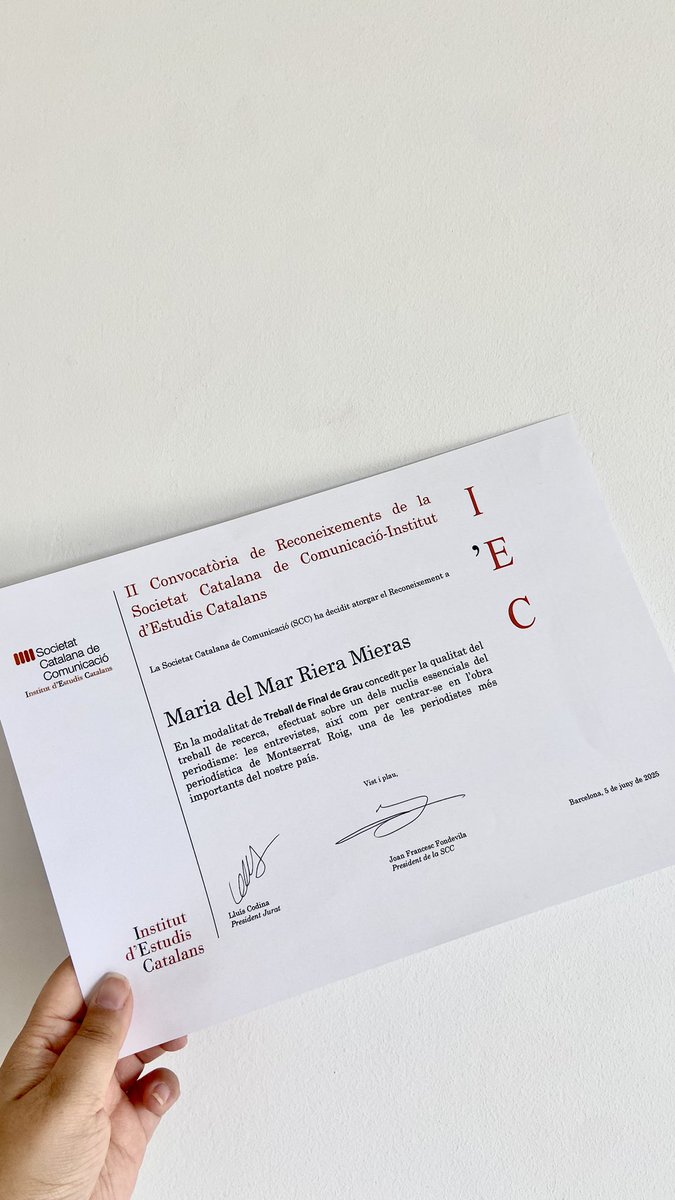 II Convocatòria de Reconeixements de la
Societat Catalana de Comunicació-Institut
d'Estudis Catalans
I
'E
C
Societat
Catalana de
Comunicació
Institut d'Estudis Catalans
La Societat Catalana de Comunicació (SCC) ha decidit atorgar el Reconeixement a
Maria del Mar Riera Mieras
En la modalitat de Treball de Final de Grau concedit per la qualitat del
treball de recerca, efectuat sobre un dels nuclis essencials del
periodisme: les entrevistes, així com per centrar-se en l'obra
periodística de Montserrat Roig, una de les periodistes més
importants del nostre país.
Vist i plau,
Barcelona, 5 de juny de 2025
Lluís Codina
President Jurat
Joan Francesc Fondevila
President de la SCC
Institut
d'Estudis
Catalans